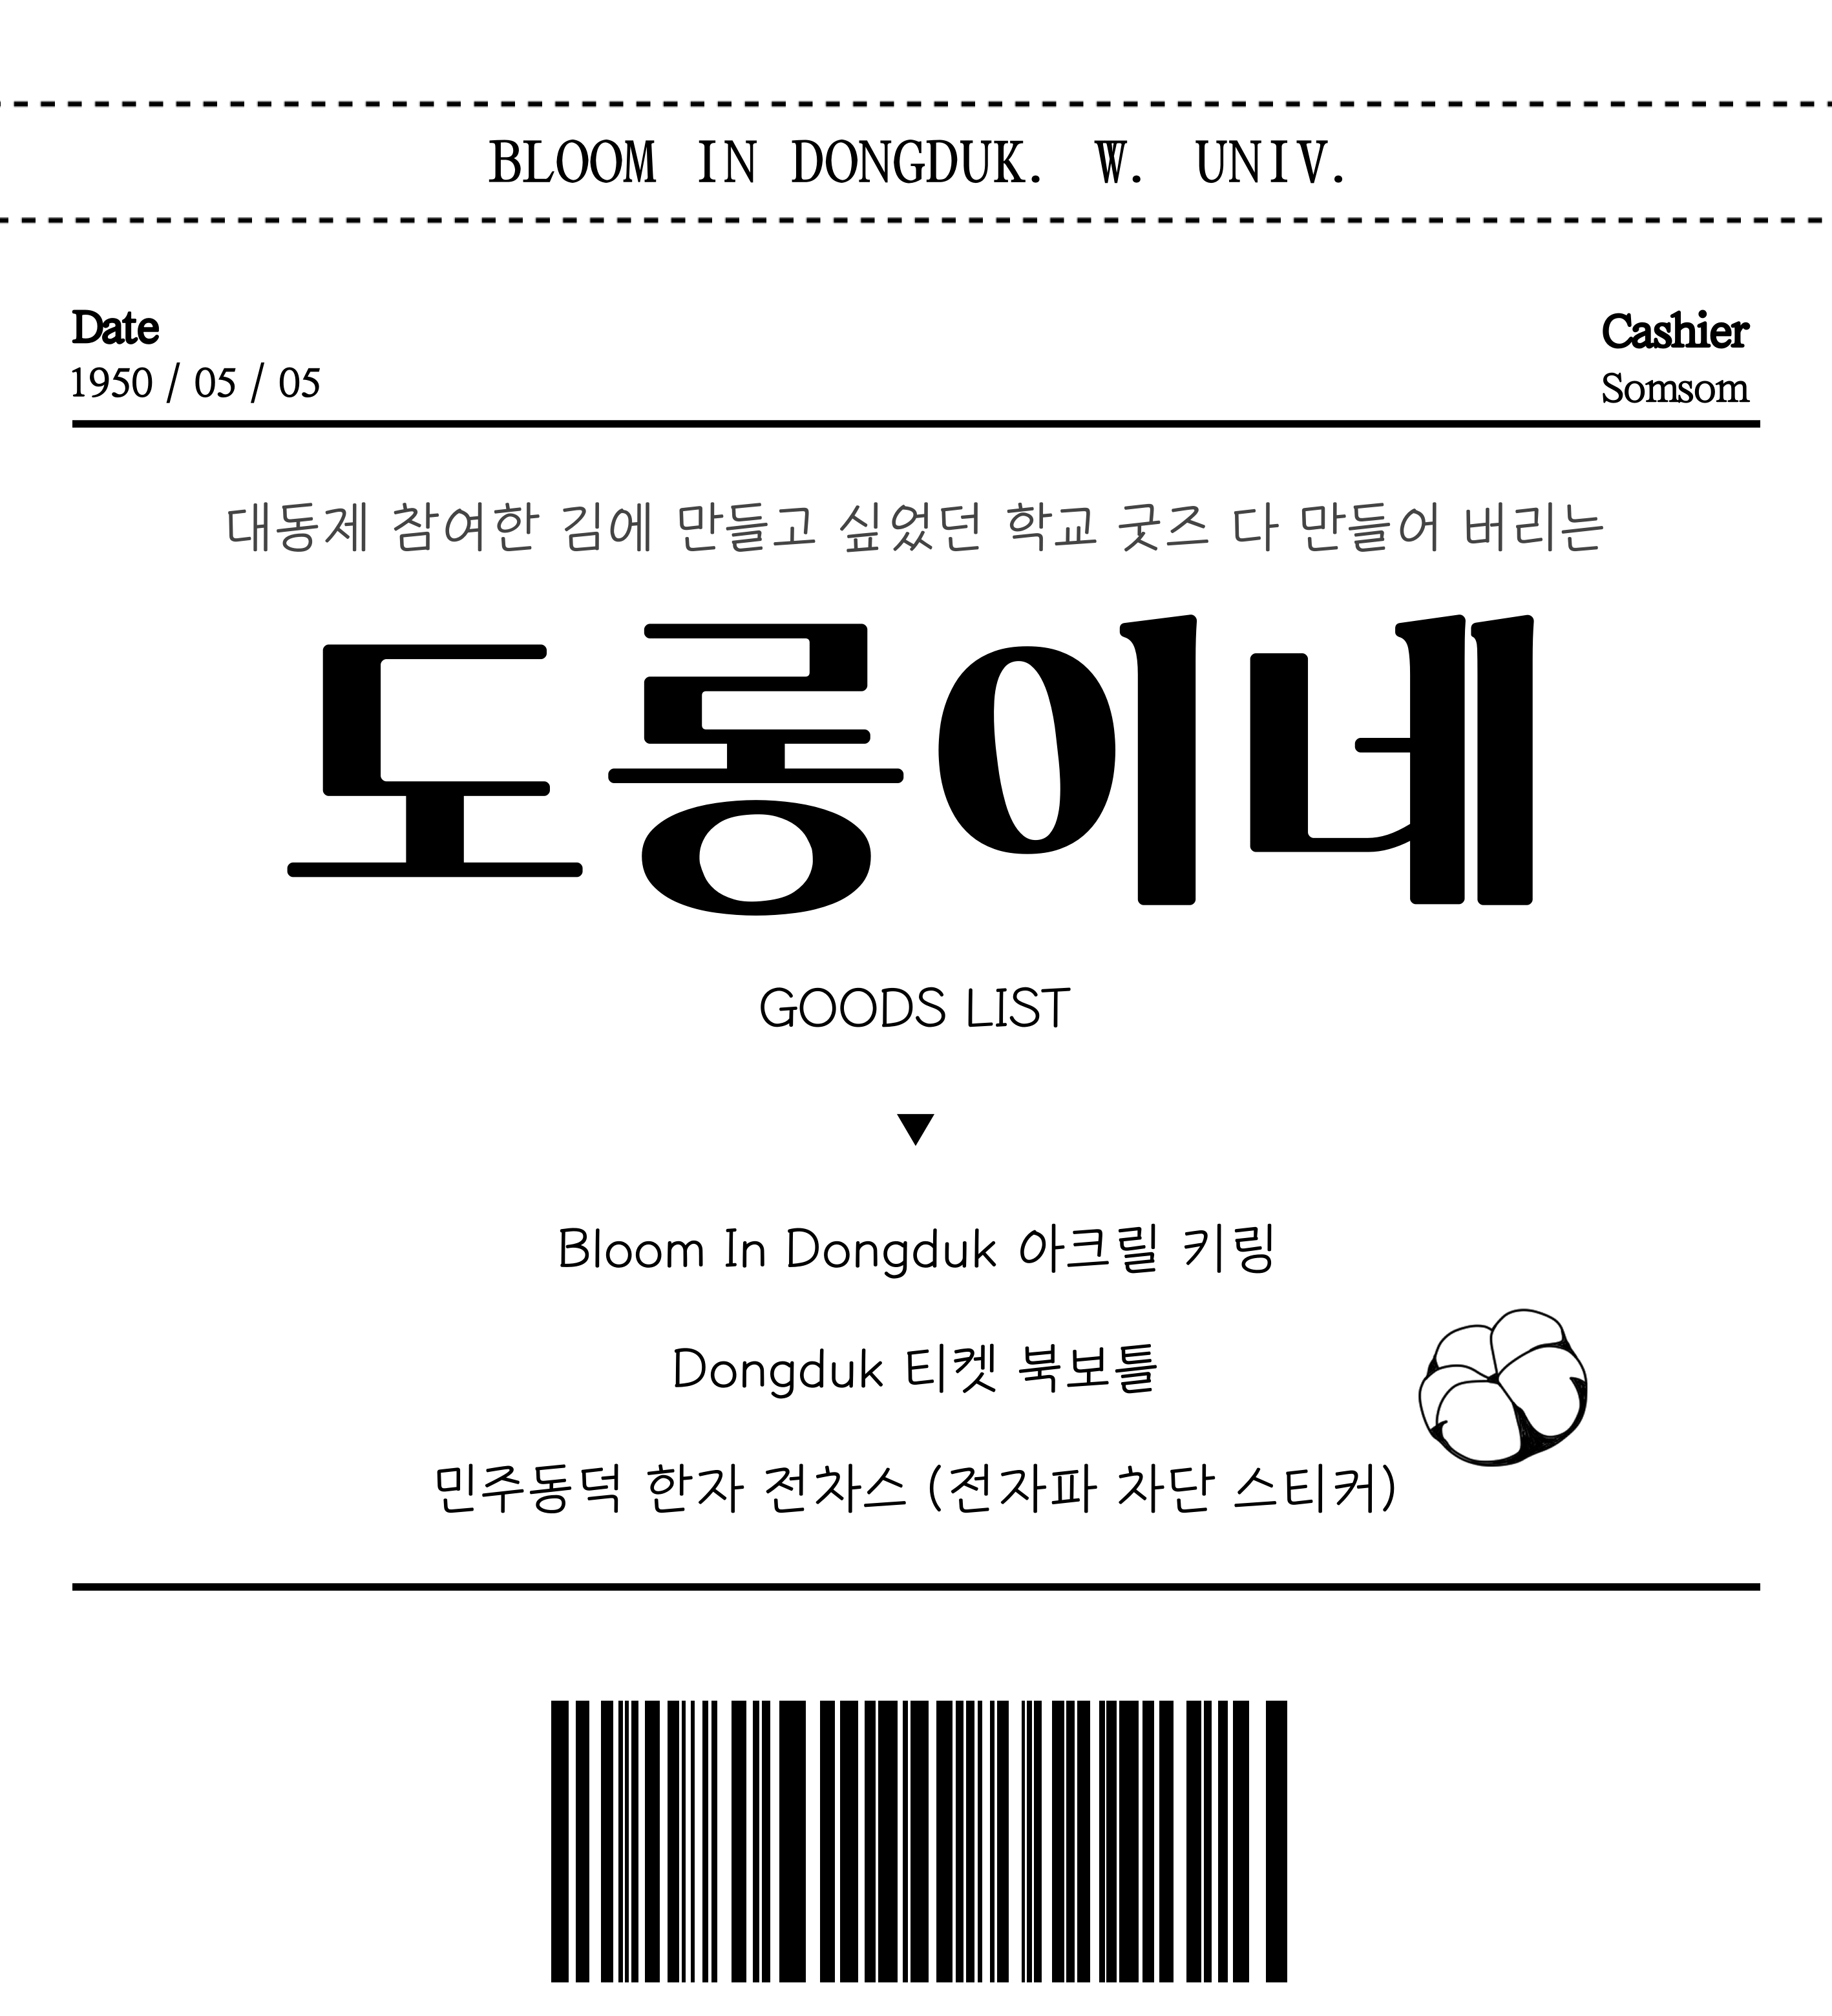 BLOOM IN DONGDUK. W. UNIV.
Date
1950 / 05 / 05
Cashier
Somsom
대동제 참여한 김에 만들고 싶었던 학교 굿즈 다 만들어 버리는
도롱이네
GOODS LIST
Bloom In Dongduk 아크릴 키링
Dongduk 티켓 북보틀
민주동덕 한자 전차스 (전자파 차단 스티커)